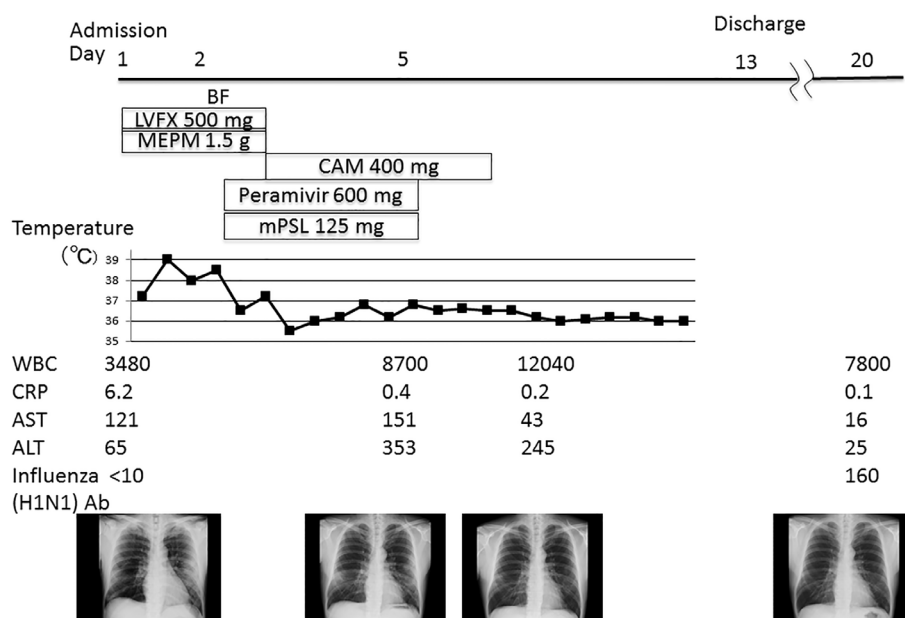 Admission Discharge
Day
1 2 5 13 20
BF
LVFX 500 mg
MEPM 1.5 g
CAM 400 mg
Peramivir 600 mg
mPSL 125 mg
Temperature
(℃)
39
38
37
36
35
WBC 3480 8700 12040 7800
CRP 6.2 0.4 0.2 0.1
AST 121 151 43 16
ALT 65 353 245 25
Influenza <10 160
(H1N1) Ab